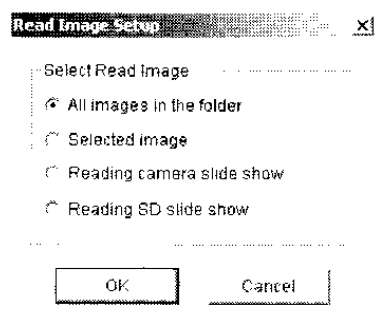 Read Image Setup
Select Read Image
All images in the folder
Selected image
Reading camera slide show
Reading SD slide show
OK
Cancel